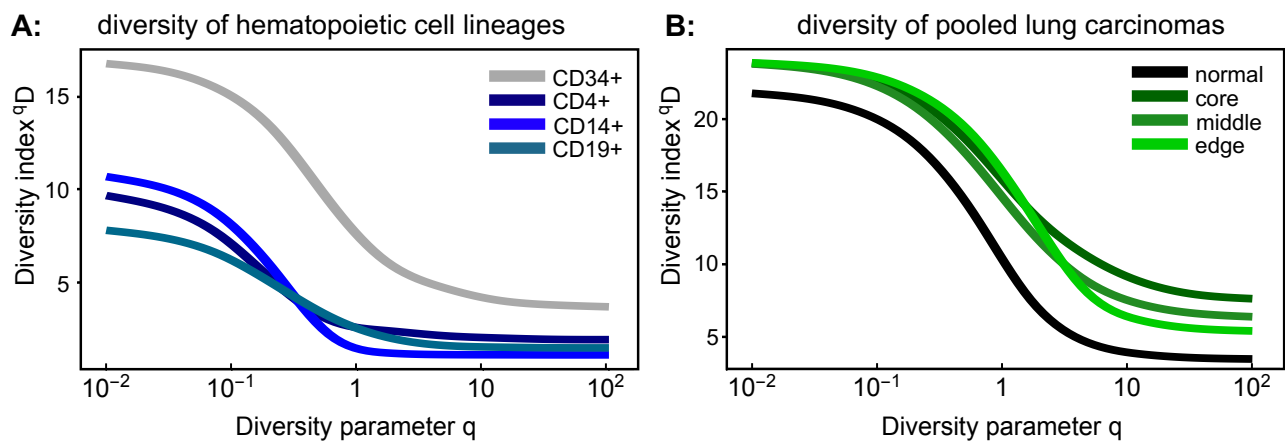 A: diversity of hematopoietic cell lineages
Diversity index qD
15
10
5
CD34+
CD4+
CD14+
CD19+
10−2 10−1 1 10 102
Diversity parameter q
B: diversity of pooled lung carcinomas
Diversity index qD
20
15
10
5
normal
core
middle
edge
10−2 10−1 1 10 102
Diversity parameter q